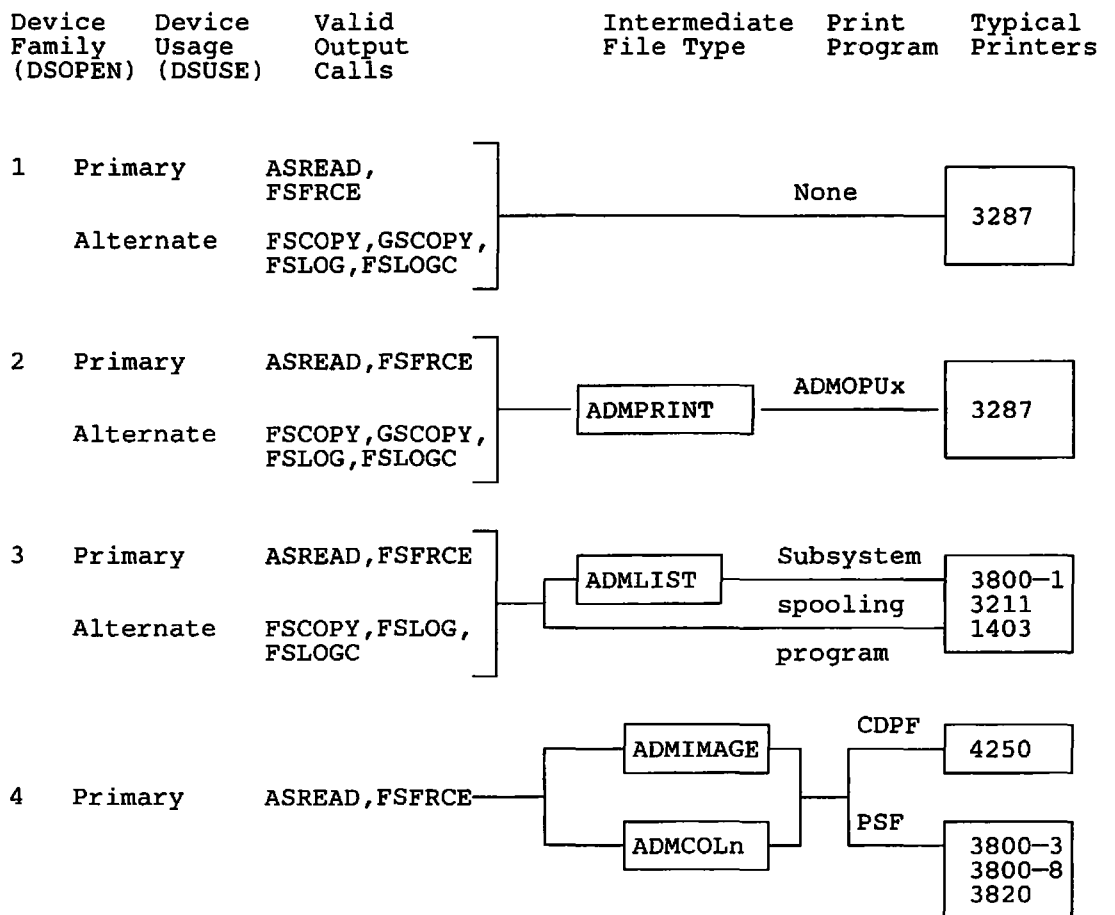 Device Device Valid Intermediate Print Typical
Family Usage Output File Type Program Printers
(DSOPEN) (DSUSE) Calls
1 Primary ASREAD,
FSFRCE
None
3287
Alternate FSCOPY,GSCOPY,
FSLOG,FSLOGC
2 Primary ASREAD,FSFRCE
ADMPRINT ADMOPUx 3287
Alternate FSCOPY,GSCOPY,
FSLOG,FSLOGC
3 Primary ASREAD,FSFRCE
ADMLIST Subsystem 3800-1
spooling 3211
Alternate FSCOPY,FSLOG, 1403
FSLOGC program
CDPF
ADMIMAGE 4250
4 Primary ASREAD,FSFRCE
PSF
ADMCOLn 3800-3
3800-8
3820